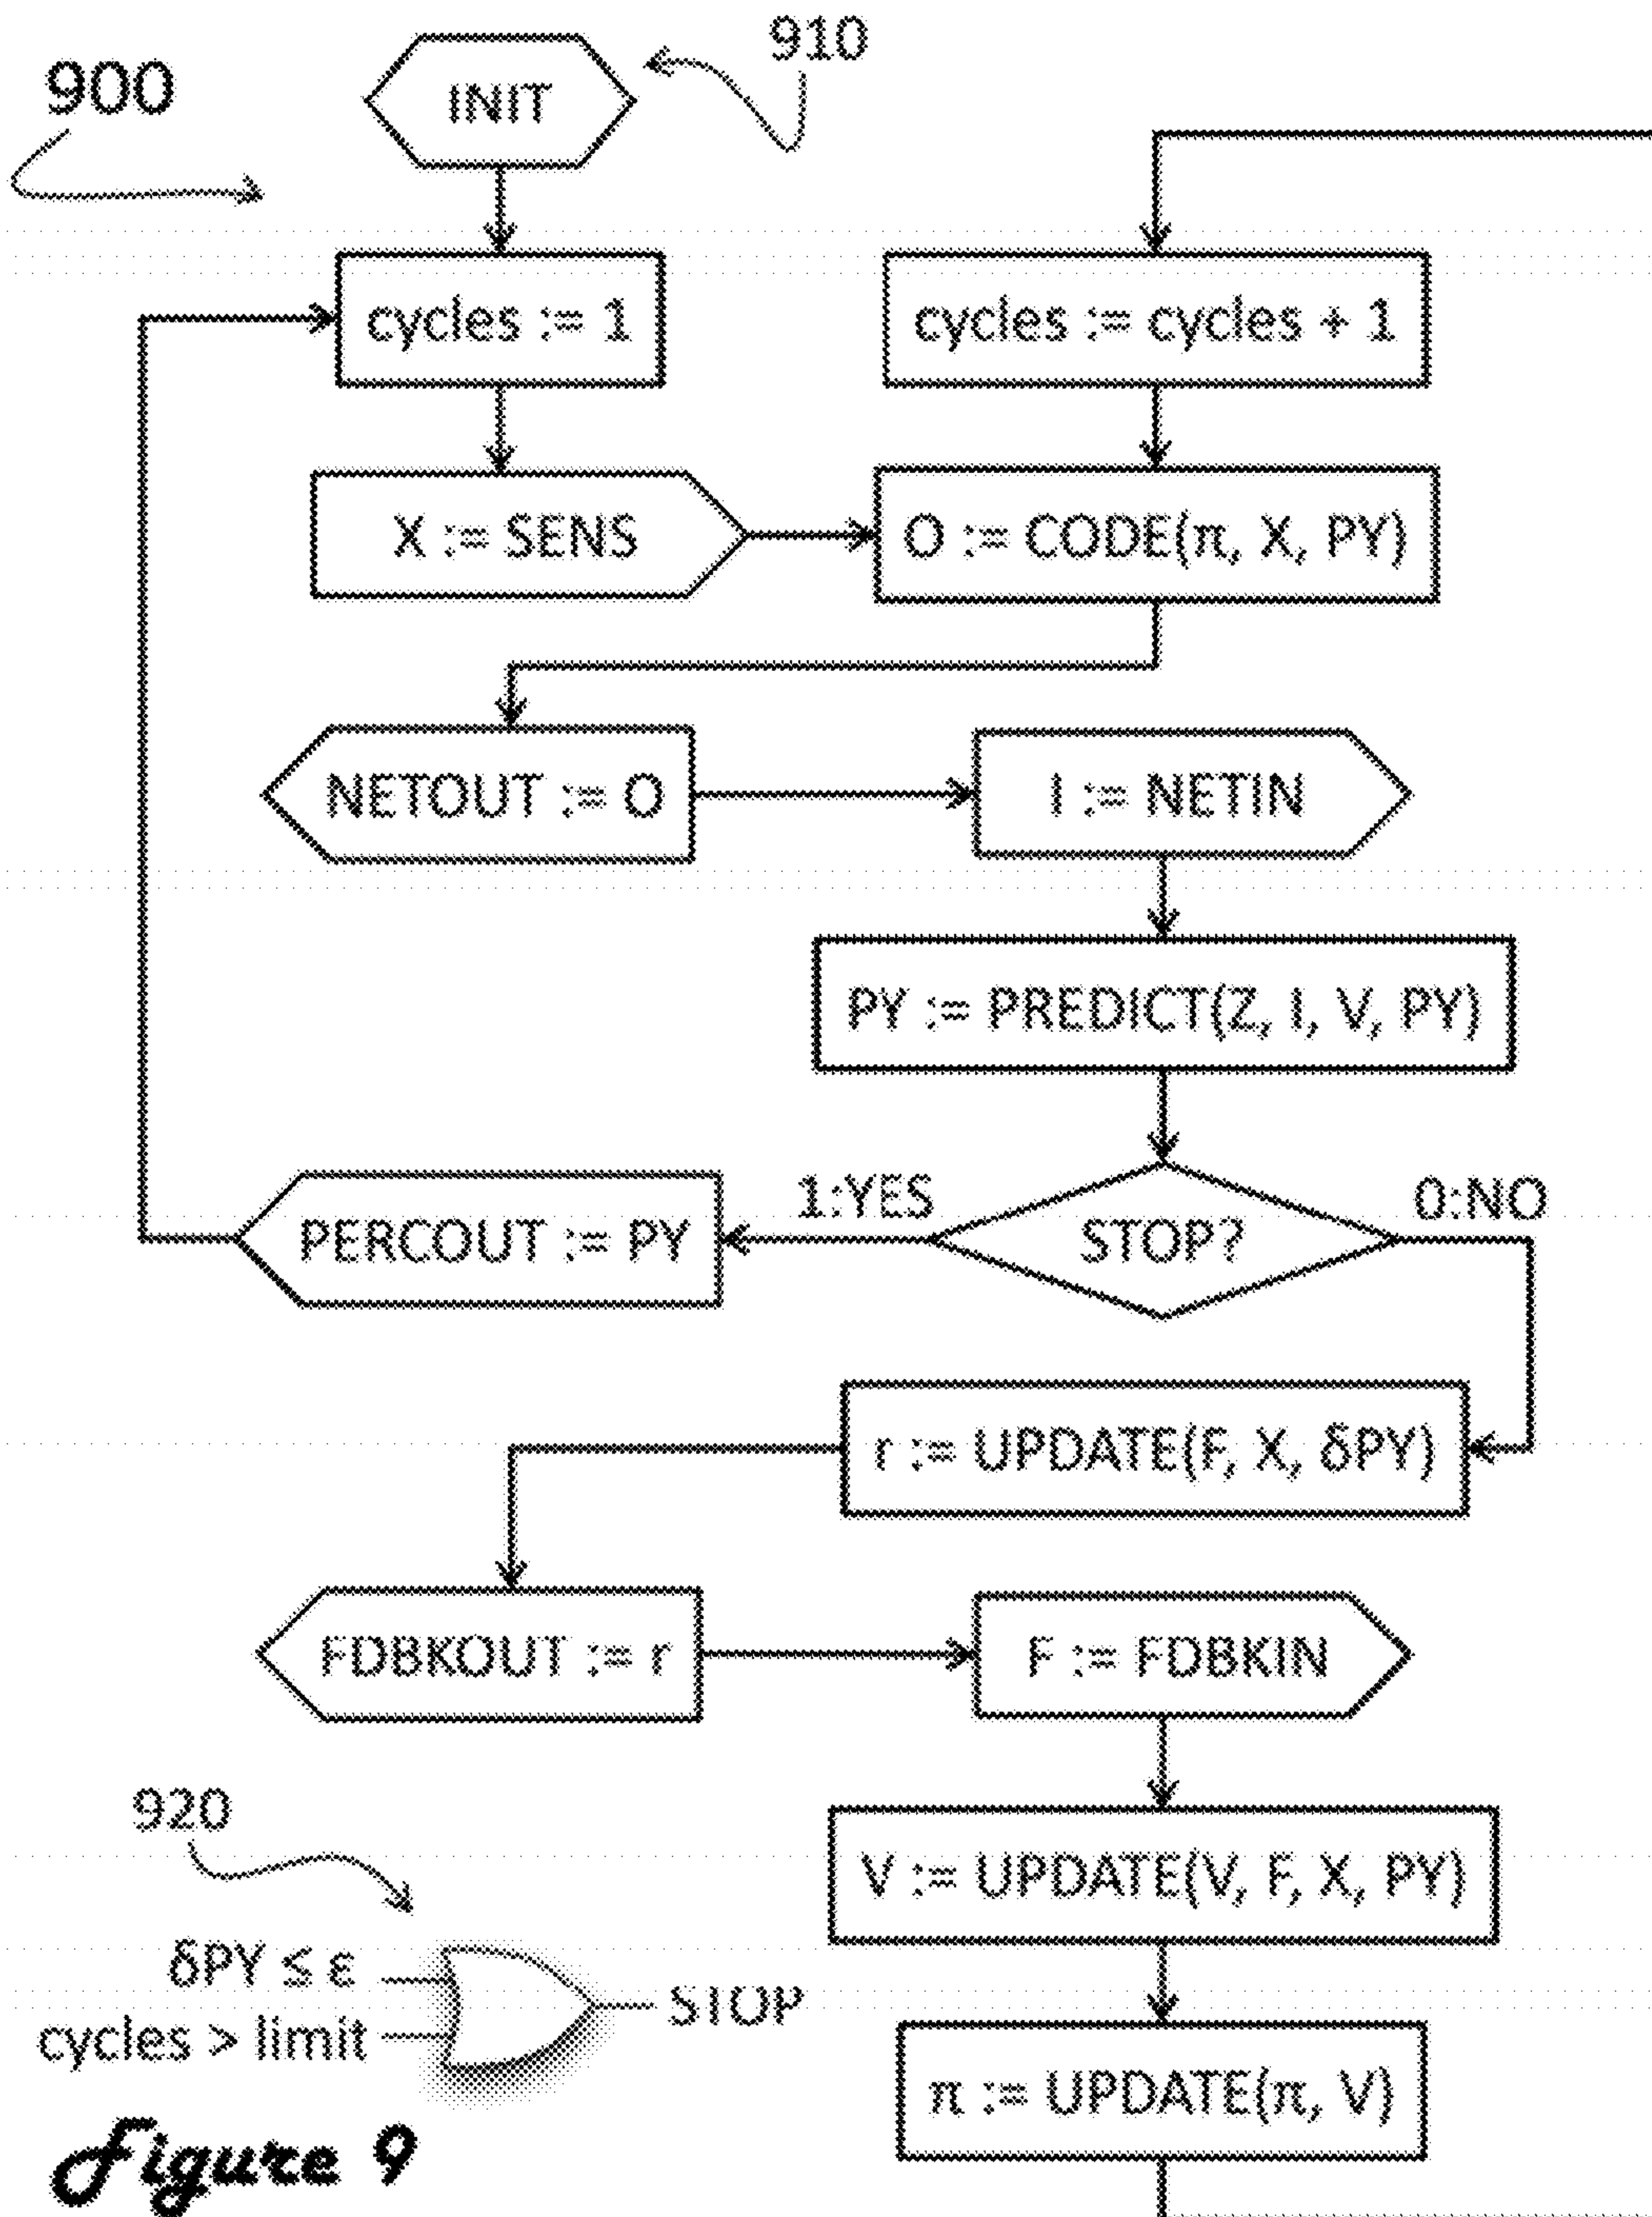 910
900
INIT
cycles := 1
cycles := cycles + 1
X := SENS
O := CODE(π, X, PY)
NETOUT := O
I := NETIN
PY := PREDICT(Z, I, V, PY)
1:YES
0:NO
PERCOUT := PY
STOP?
r := UPDATE(F, X, δPY)
FDBKOUT := r
F := FDBKIN
920
V := UPDATE(V, F, X, PY)
δPY ≤ ε
STOP
cycles > limit
π := UPDATE(π, V)
Figure 9